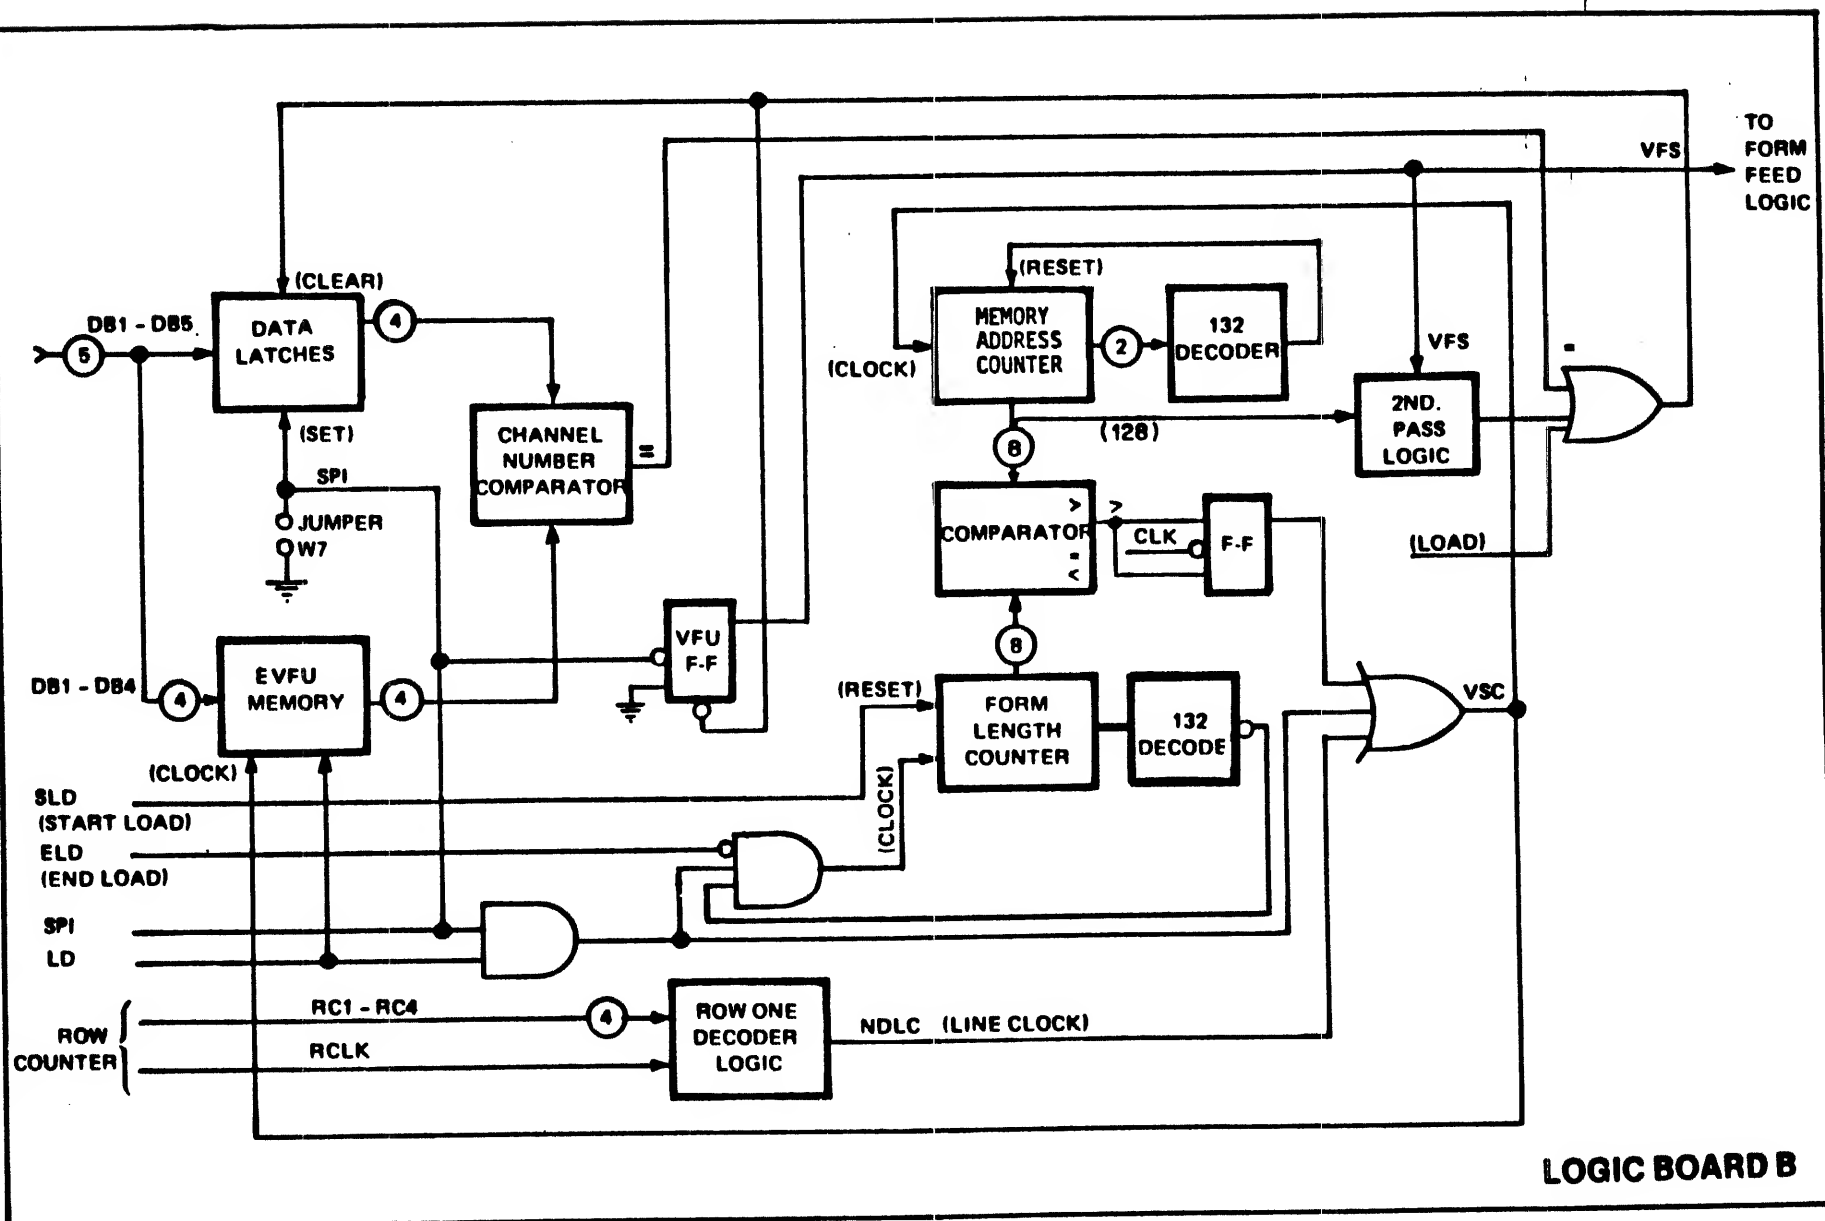 TO
FORM
FEED
LOGIC
VFS
(CLEAR)
DB1 - DB5
5
DATA
LATCHES
4
(SET)
SPI
JUMPER
W7
CHANNEL
NUMBER
COMPARATOR
=
(RESET)
MEMORY
ADDRESS
COUNTER
(CLOCK)
2
132
DECODER
VFS
=
2ND.
PASS
LOGIC
(128)
8
COMPARATOR
>
=
<
>
CLK
F-F
(LOAD)
8
VFU
F-F
DB1 - DB4
4
EVFU
MEMORY
4
(RESET)
FORM
LENGTH
COUNTER
132
DECODE
VSC
(CLOCK)
(CLOCK)
SLD
(START LOAD)
ELD
(END LOAD)
SPI
LD
ROW
COUNTER
RC1 - RC4
4
RCLK
ROW ONE
DECODER
LOGIC
NDLC (LINE CLOCK)
LOGIC BOARD B